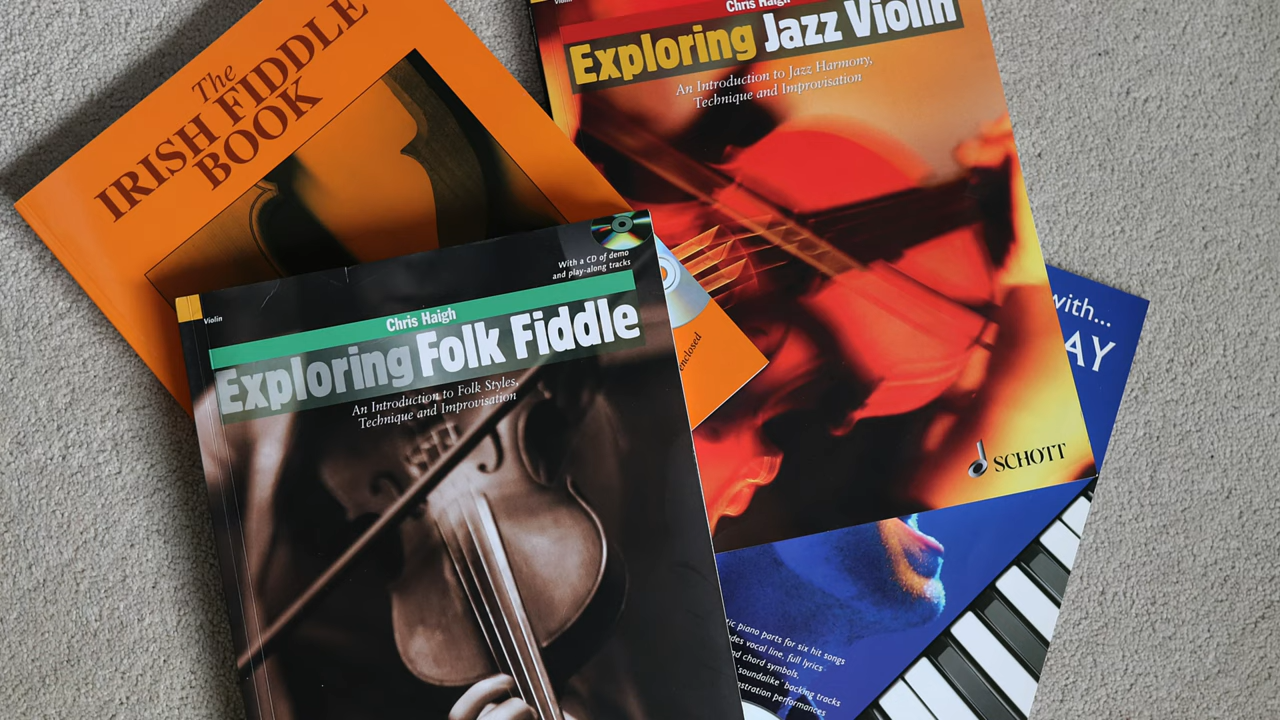 The
IRISH FIDDLE
BOOK
enclosed
Violin
Chris Haigh
Exploring Jazz Violin
An Introduction to Jazz Harmony,
Technique and Improvisation
SCHOTT
With a CD of demo
and play-along tracks
Violin
Chris Haigh
Exploring Folk Fiddle
An Introduction to Folk Styles,
Technique and Improvisation
with...
AY
piano parts for six hit songs
vocal line, full lyrics
chord symbols,
'soundalike' backing tracks
performances